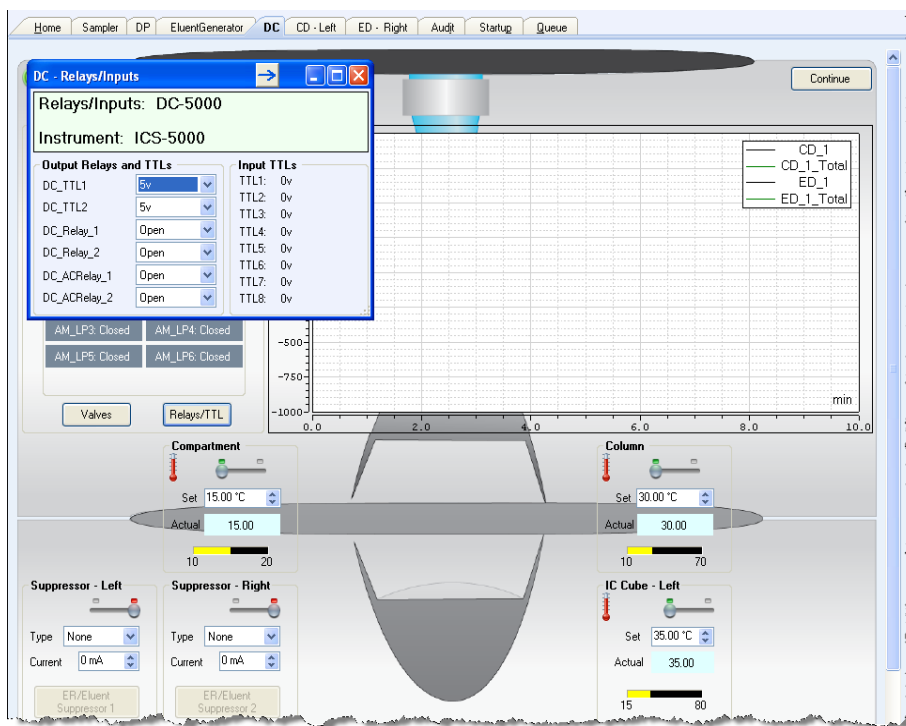 Home Sampler DP EluentGenerator DC CD - Left ED - Right Audit Startup Queue
DC - Relays/Inputs
Continue
Relays/Inputs: DC-5000
Instrument: ICS-5000
Output Relays and TTLs
DC_TTL1 5v
DC_TTL2 5v
DC_Relay_1 Open
DC_Relay_2 Open
DC_ACRelay_1 Open
DC_ACRelay_2 Open
Input TTLs
TTL1: 0v
TTL2: 0v
TTL3: 0v
TTL4: 0v
TTL5: 0v
TTL6: 0v
TTL7: 0v
TTL8: 0v
CD_1
CD_1_Total
ED_1
ED_1_Total
AM_LP3: Closed AM_LP4: Closed
AM_LP5: Closed AM_LP6: Closed
Valves Relays/TTL
-500
-750
-1000
min
0.0 2.0 4.0 6.0 8.0 10.0
Compartment
Set 15.00 °C
Actual 15.00
10 20
Column
Set 30.00 °C
Actual 30.00
10 70
Suppressor - Left
Type None
Current 0 mA
ER/Eluent
Suppressor 1
Suppressor - Right
Type None
Current 0 mA
ER/Eluent
Suppressor 2
IC Cube - Left
Set 35.00 °C
Actual 35.00
15 80